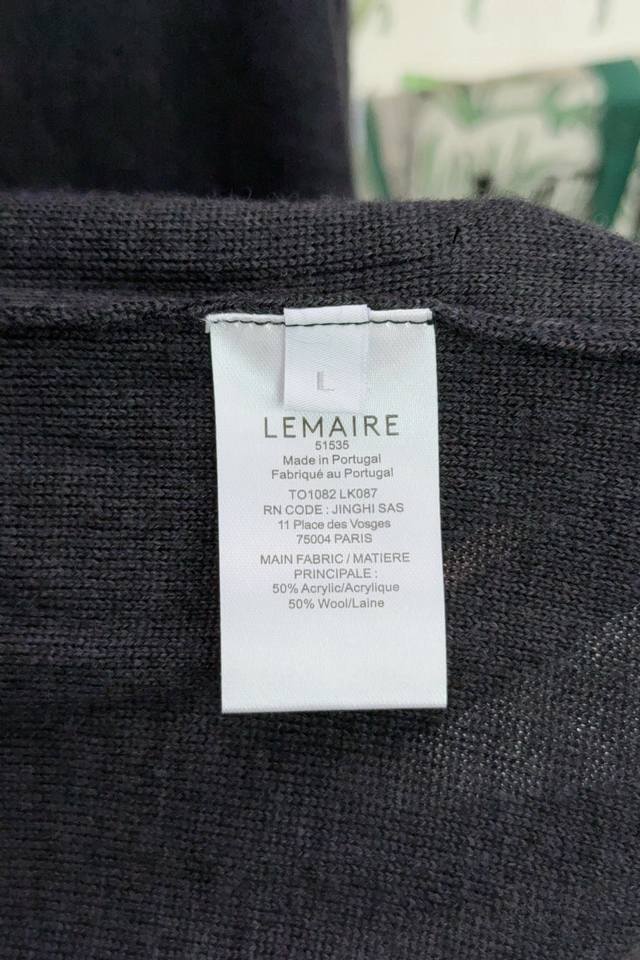 L
LEMAIRE
51535
Made in Portugal
Fabriqué au Portugal
TO1082 LK087
RN CODE : JINGHI SAS
11 Place des Vosges
75004 PARIS
MAIN FABRIC / MATIERE
PRINCIPALE :
50% Acrylic/Acrylique
50% Wool/Laine